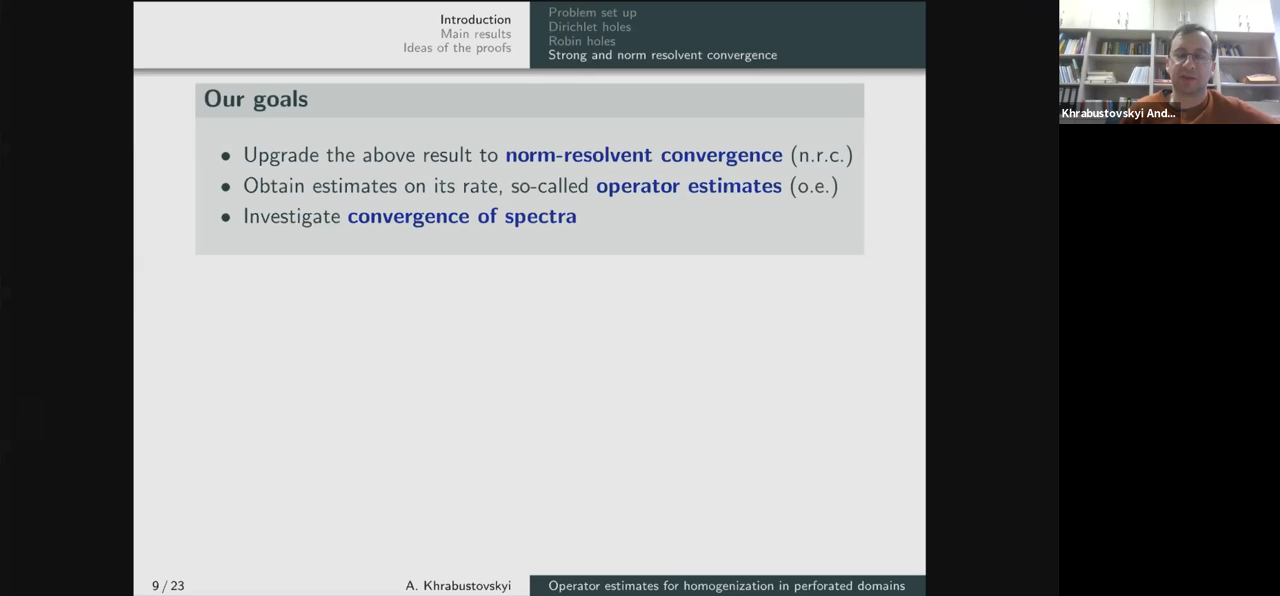 Introduction
Main results
Ideas of the proofs
Problem set up
Dirichlet holes
Robin holes
Strong and norm resolvent convergence
Our goals
• Upgrade the above result to norm-resolvent convergence (n.r.c.)
• Obtain estimates on its rate, so-called operator estimates (o.e.)
• Investigate convergence of spectra
Khrabustovskyi And...
9 / 23
A. Khrabustovskyi
Operator estimates for homogenization in perforated domains